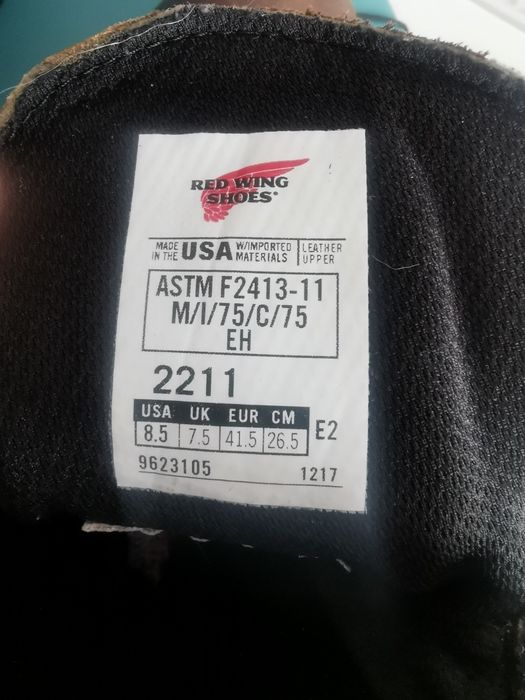 RED WING
SHOES®
MADE IN THE USA W/IMPORTED MATERIALS LEATHER UPPER
ASTM F2413-11
M/I/75/C/75
EH
2211
USA UK EUR CM
8.5 7.5 41.5 26.5 E2
9623105 1217